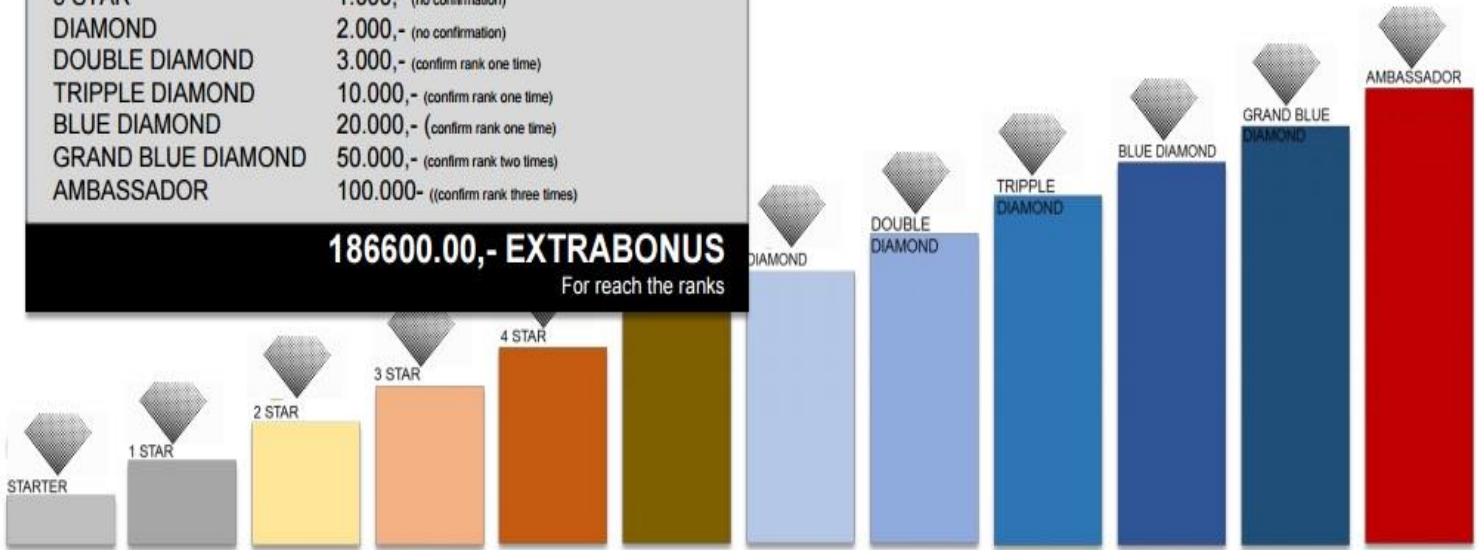 STAR (no confirmation)
DIAMOND 2.000,- (no confirmation)
DOUBLE DIAMOND 3.000,- (confirm rank one time)
TRIPPLE DIAMOND 10.000,- (confirm rank one time)
BLUE DIAMOND 20.000,- (confirm rank one time)
GRAND BLUE DIAMOND 50.000,- (confirm rank two times)
AMBASSADOR 100.000- ((confirm rank three times)
186600.00,- EXTRABONUS
For reach the ranks
STARTER
1 STAR
2 STAR
3 STAR
4 STAR
DIAMOND
DOUBLE
DIAMOND
TRIPPLE
DIAMOND
BLUE DIAMOND
GRAND BLUE
DIAMOND
AMBASSADOR